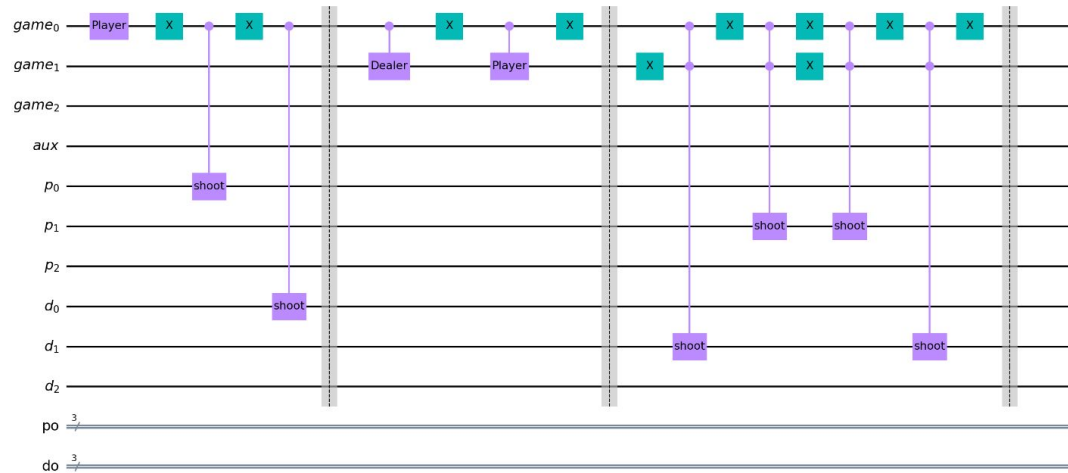 game₀ Player X X X X X X X X
game₁ Dealer Player X X
game₂
aux
p₀ shoot
p₁ shoot shoot
p₂
d₀ shoot
d₁ shoot shoot
d₂
po 3
do 3